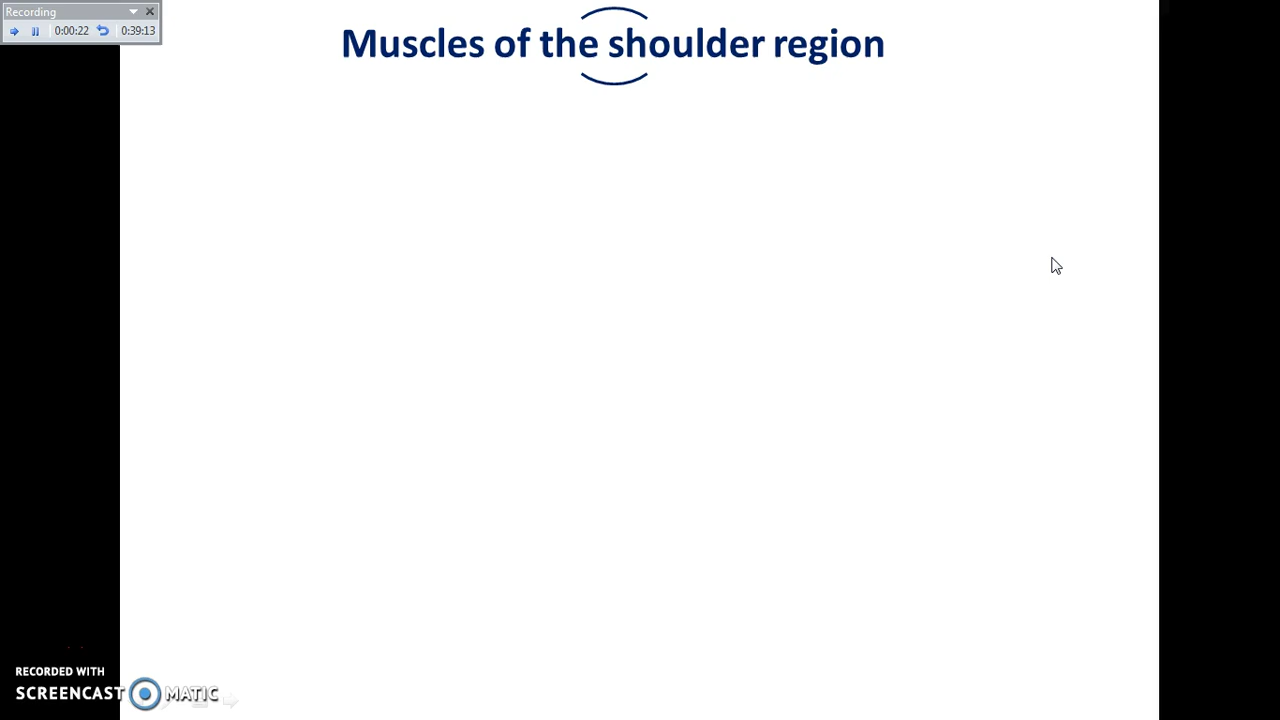 Recording
0:00:22 0:39:13
Muscles of the shoulder region
RECORDED WITH
SCREENCAST MATIC